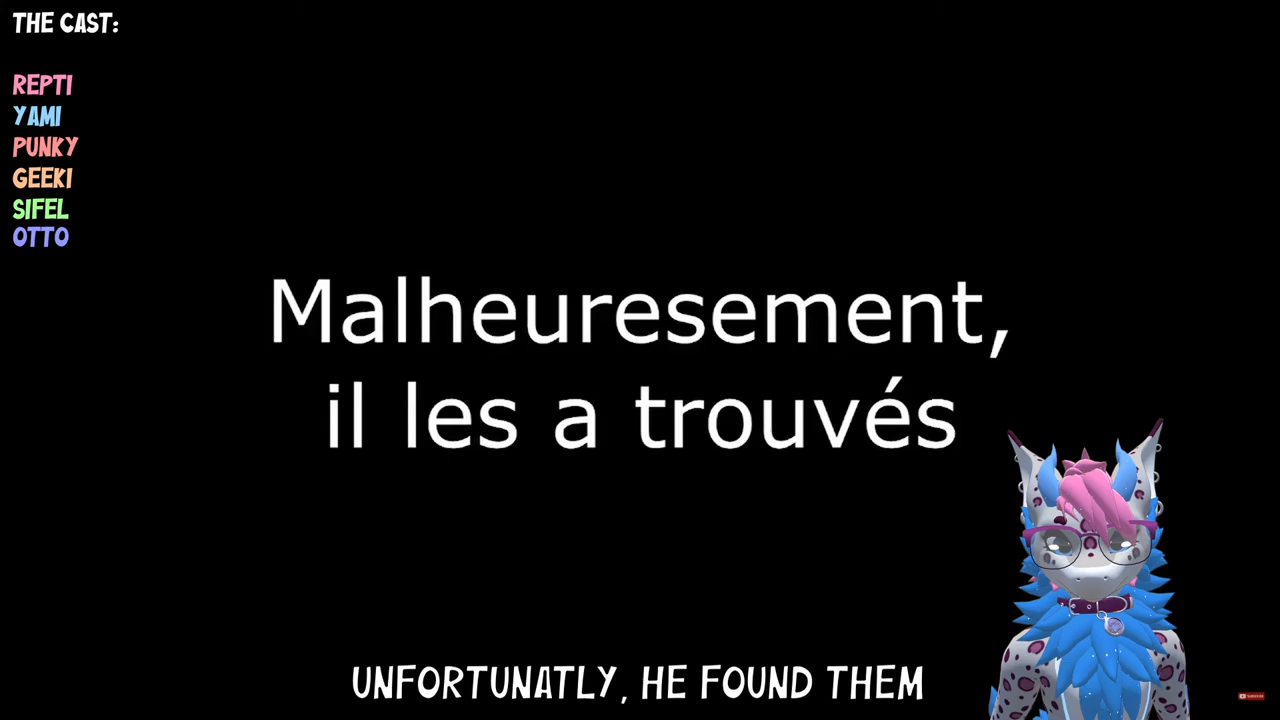 THE CAST:
REPTI
YAMI
PUNKY
GEEKI
SIFEL
OTTO
Malheuresement,
il les a trouvés
UNFORTUNATLY, HE FOUND THEM